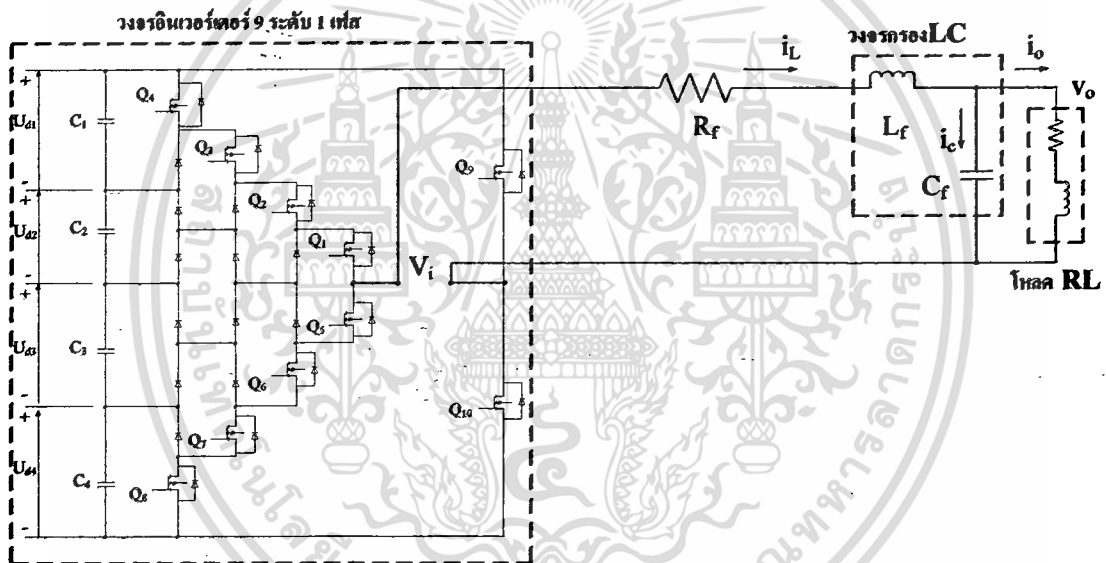 วงจรอินเวอร์เตอร์ 9 ระดับ 1 เฟส
วงจรกรองLC
i_L
i_o
v_o
R_f
L_f
i_c
C_f
โหลด RL
V_i
+
U_d1
-
+
U_d2
-
+
U_d3
-
+
U_d4
-
C_1
C_2
C_3
C_4
Q_4
Q_3
Q_2
Q_1
Q_5
Q_6
Q_7
Q_8
Q_9
Q_10